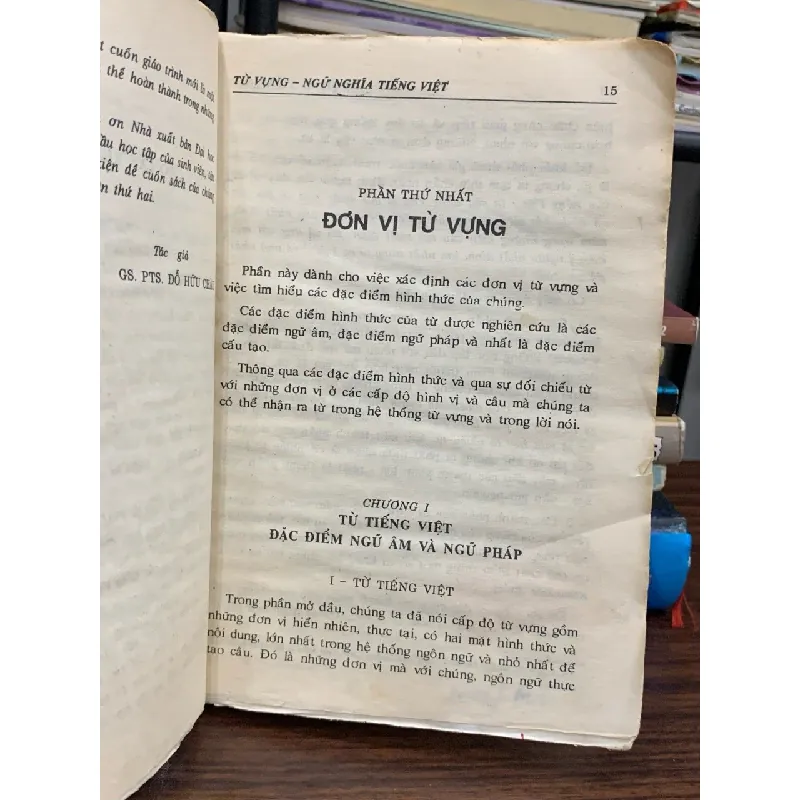 t cuốn giáo trình mới là một
thể hoàn thành trong những
ơn Nhà xuất bản Đại học
ầu học tập của sinh viên, tạo
iện để cuốn sách của chúng
n thứ hai.
Tác giả
GS. PTS. ĐỖ HỮU CHÂU
TỪ VỰNG – NGỮ NGHĨA TIẾNG VIỆT 15
PHẦN THỨ NHẤT
ĐƠN VỊ TỪ VỰNG
Phần này dành cho việc xác định các đơn vị từ vựng và
việc tìm hiểu các đặc điểm hình thức của chúng.
Các đặc điểm hình thức của từ được nghiên cứu là các
đặc điểm ngữ âm, đặc điểm ngữ pháp và nhất là đặc điểm
cấu tạo.
Thông qua các đặc điểm hình thức và qua sự đối chiếu từ
với những đơn vị ở các cấp độ hình vị và câu mà chúng ta
có thể nhận ra từ trong hệ thống từ vựng và trong lời nói.
CHƯƠNG I
TỪ TIẾNG VIỆT
ĐẶC ĐIỂM NGỮ ÂM VÀ NGỮ PHÁP
I – TỪ TIẾNG VIỆT
Trong phần mở đầu, chúng ta đã nói cấp độ từ vựng gồm
những đơn vị hiển nhiên, thực tại, có hai mặt hình thức và
nội dung, lớn nhất trong hệ thống ngôn ngữ và nhỏ nhất để
tạo câu. Đó là những đơn vị mà với chúng, ngôn ngữ thực